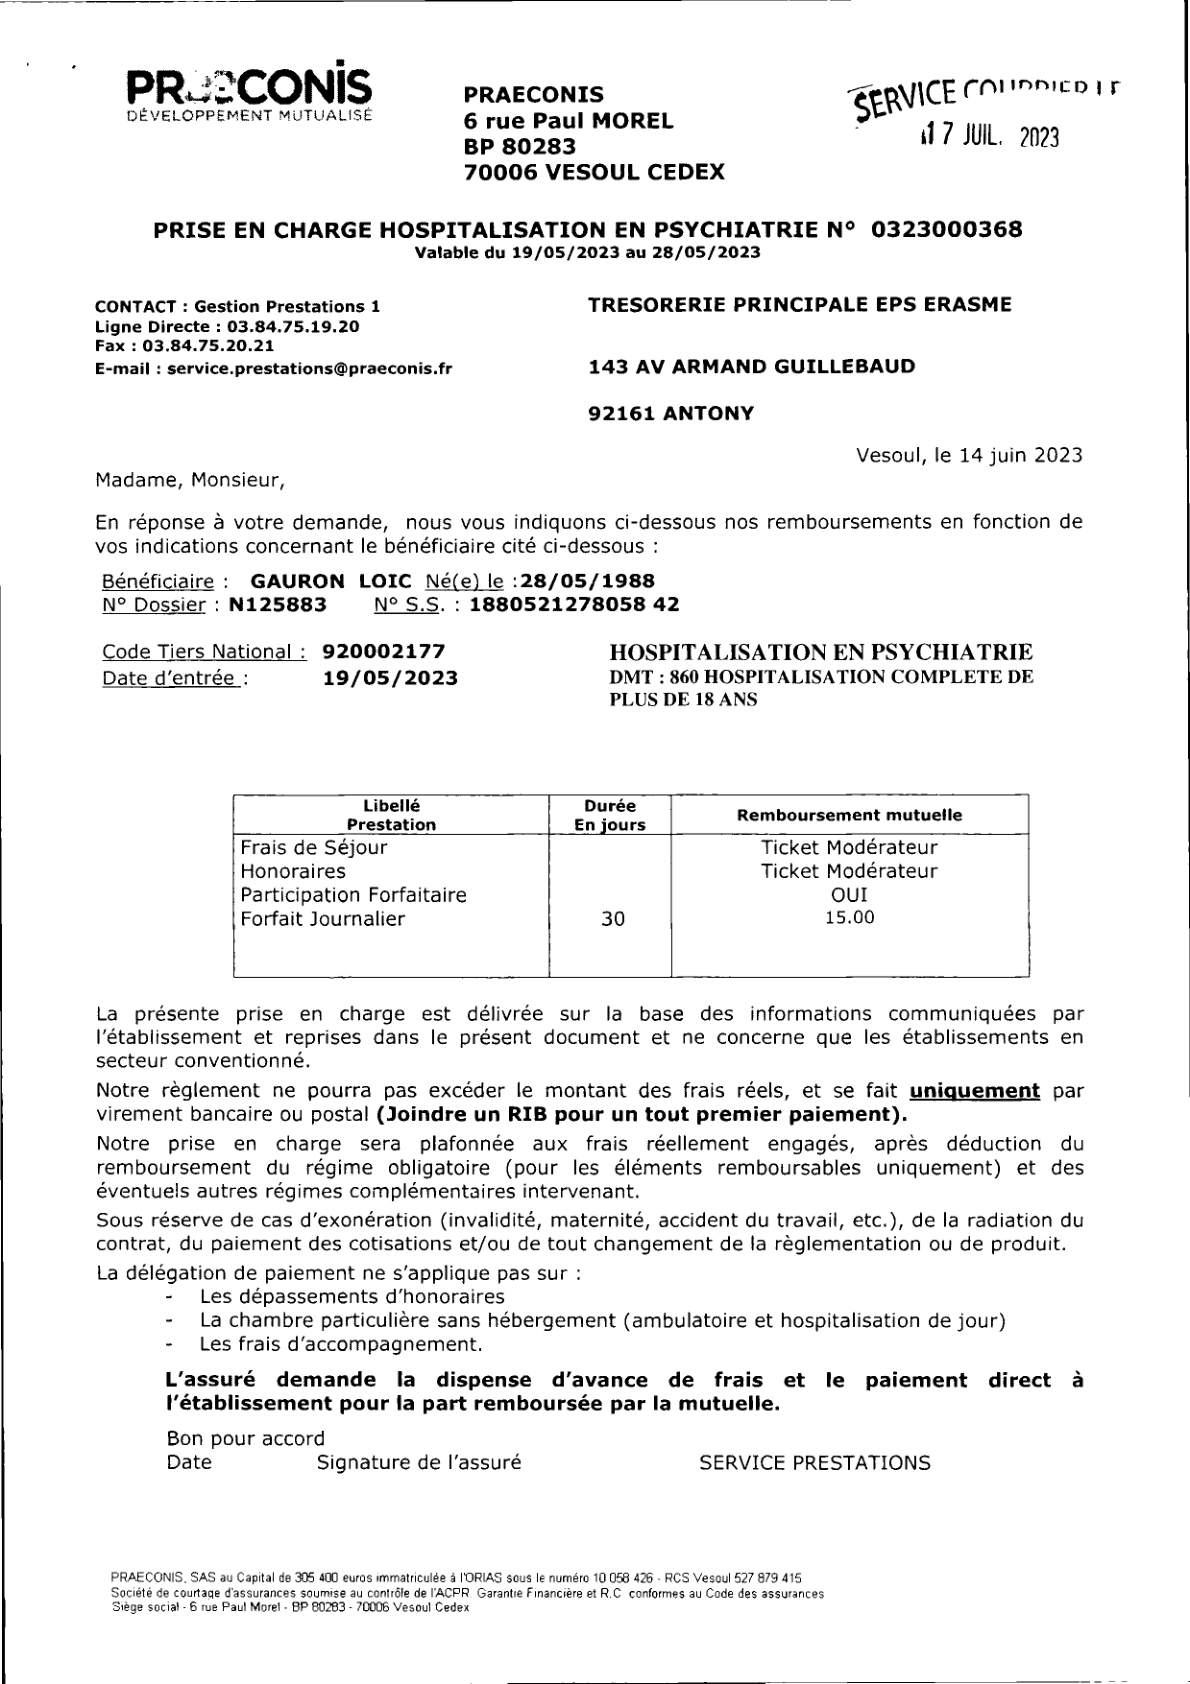 PRAECONIS
DÉVELOPPEMENT MUTUALISÉ
PRAECONIS
6 rue Paul MOREL
BP 80283
70006 VESOUL CEDEX
SERVICE
17 JUIL. 2023
PRISE EN CHARGE HOSPITALISATION EN PSYCHIATRIE N° 0323000368
Valable du 19/05/2023 au 28/05/2023
CONTACT : Gestion Prestations 1
Ligne Directe : 03.84.75.19.20
Fax : 03.84.75.20.21
E-mail : service.prestations@praeconis.fr
TRESORERIE PRINCIPALE EPS ERASME
143 AV ARMAND GUILLEBAUD
92161 ANTONY
Vesoul, le 14 juin 2023
Madame, Monsieur,
En réponse à votre demande, nous vous indiquons ci-dessous nos remboursements en fonction de
vos indications concernant le bénéficiaire cité ci-dessous :
Bénéficiaire : GAURON LOIC Né(e) le :28/05/1988
N° Dossier : N125883 N° S.S. : 1880521278058 42
Code Tiers National : 920002177
Date d'entrée : 19/05/2023
HOSPITALISATION EN PSYCHIATRIE
DMT : 860 HOSPITALISATION COMPLETE DE
PLUS DE 18 ANS
Libellé Prestation Durée En jours Remboursement mutuelle
Frais de Séjour Ticket Modérateur
Honoraires Ticket Modérateur
Participation Forfaitaire OUI
Forfait Journalier 30 15.00
La présente prise en charge est délivrée sur la base des informations communiquées par
l'établissement et reprises dans le présent document et ne concerne que les établissements en
secteur conventionné.
Notre règlement ne pourra pas excéder le montant des frais réels, et se fait uniquement par
virement bancaire ou postal (Joindre un RIB pour un tout premier paiement).
Notre prise en charge sera plafonnée aux frais réellement engagés, après déduction du
remboursement du régime obligatoire (pour les éléments remboursables uniquement) et des
éventuels autres régimes complémentaires intervenant.
Sous réserve de cas d'exonération (invalidité, maternité, accident du travail, etc.), de la radiation du
contrat, du paiement des cotisations et/ou de tout changement de la règlementation ou de produit.
La délégation de paiement ne s'applique pas sur :
- Les dépassements d'honoraires
- La chambre particulière sans hébergement (ambulatoire et hospitalisation de jour)
- Les frais d'accompagnement.
L'assuré demande la dispense d'avance de frais et le paiement direct à
l'établissement pour la part remboursée par la mutuelle.
Bon pour accord
Date Signature de l'assuré SERVICE PRESTATIONS
PRAECONIS, SAS au Capital de 305 400 euros immatriculée à l'ORIAS sous le numéro 10 058 426 - RCS Vesoul 527 879 415
Société de courtage d'assurances soumise au contrôle de l'ACPR Garantie Financière et R.C conformes au Code des assurances
Siège social - 6 rue Paul Morel - BP 80283 - 70006 Vesoul Cedex